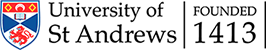 University of
St Andrews
FOUNDED
1413